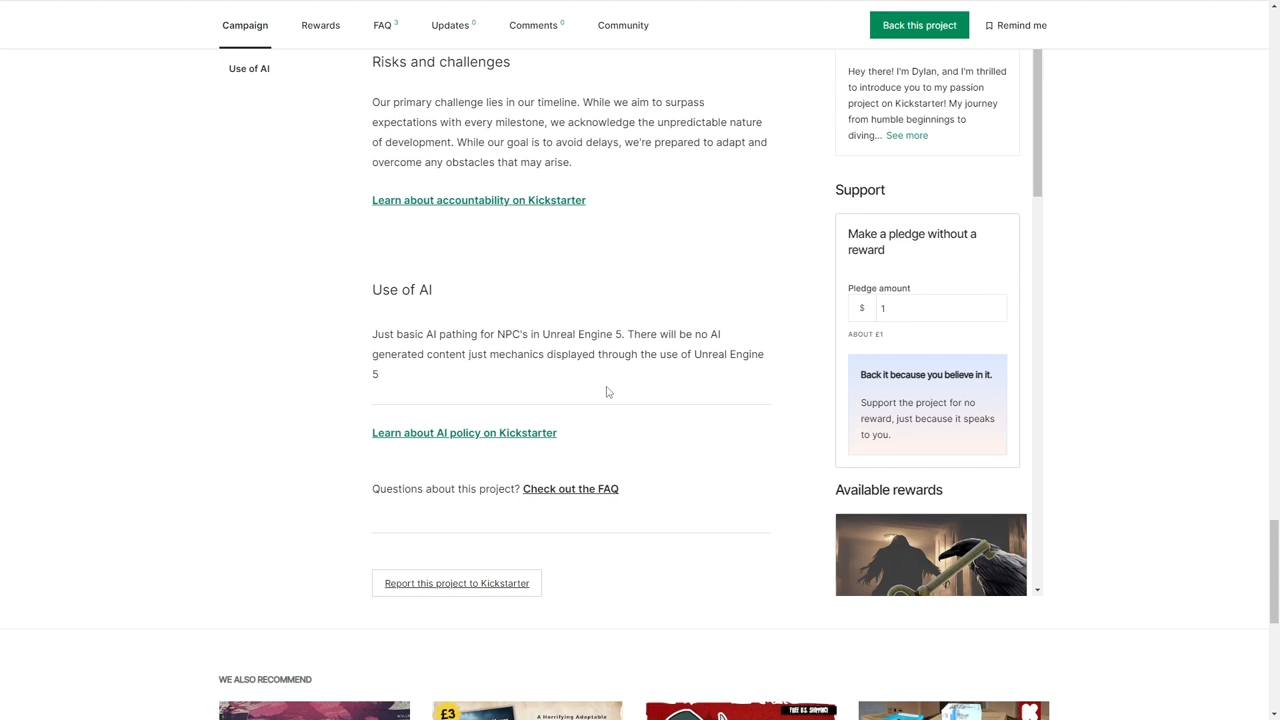 Campaign
Rewards
FAQ 3
Updates 0
Comments 0
Community
Back this project
Remind me
Use of AI
Risks and challenges
Our primary challenge lies in our timeline. While we aim to surpass
expectations with every milestone, we acknowledge the unpredictable nature
of development. While our goal is to avoid delays, we're prepared to adapt and
overcome any obstacles that may arise.
Learn about accountability on Kickstarter
Use of AI
Just basic AI pathing for NPC's in Unreal Engine 5. There will be no AI
generated content just mechanics displayed through the use of Unreal Engine
5
Learn about AI policy on Kickstarter
Questions about this project? Check out the FAQ
Report this project to Kickstarter
Hey there! I'm Dylan, and I'm thrilled
to introduce you to my passion
project on Kickstarter! My journey
from humble beginnings to
diving... See more
Support
Make a pledge without a
reward
Pledge amount
$ 1
ABOUT £1
Back it because you believe in it.
Support the project for no
reward, just because it speaks
to you.
Available rewards
WE ALSO RECOMMEND
£3
A Horrifying Adaptable
FREE U.S. SHIPPING!